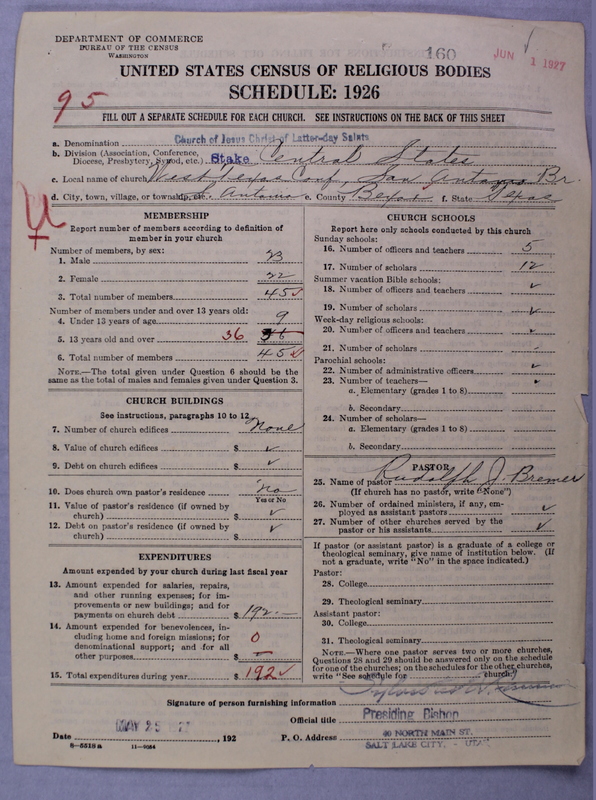 DEPARTMENT OF COMMERCE
BUREAU OF THE CENSUS
WASHINGTON
160
JUN 1 1927
UNITED STATES CENSUS OF RELIGIOUS BODIES
SCHEDULE: 1926
95
FILL OUT A SEPARATE SCHEDULE FOR EACH CHURCH. SEE INSTRUCTIONS ON THE BACK OF THIS SHEET
a. Denomination Church of Jesus Christ of Latter-day Saints
b. Division (Association, Conference, Diocese, Presbytery, Synod, etc.) Stake Central States
c. Local name of church West Texas Conf. San Antonio Br.
d. City, town, village, or township, etc. S. Antonio e. County Bexar f. State Texas
MEMBERSHIP
Report number of members according to definition of
member in your church
Number of members, by sex:
1. Male 23
2. Female 22
3. Total number of members 45
Number of members under and over 13 years old:
4. Under 13 years of age 9
5. 13 years old and over 36 36
6. Total number of members 45
NOTE.—The total given under Question 6 should be
same as the total of males and females given under Question 3.
CHURCH BUILDINGS
See instructions, paragraphs 10 to 12
7. Number of church edifices None
8. Value of church edifices $ ✓
9. Debt on church edifices $ ✓
10. Does church own pastor's residence No
Yes or No
11. Value of pastor's residence (if owned by
church) $ ✓
12. Debt on pastor's residence (if owned by
church) $ ✓
EXPENDITURES
Amount expended by your church during last fiscal year
13. Amount expended for salaries, repairs,
and other running expenses; for im-
provements or new buildings; and for
payments on church debt $ 192.—
14. Amount expended for benevolences, in-
cluding home and foreign missions; for
denominational support; and for all
other purposes $ 0
15. Total expenditures during year $ 192
CHURCH SCHOOLS
Report here only schools conducted by this church
Sunday schools:
16. Number of officers and teachers 5
17. Number of scholars 12
Summer vacation Bible schools:
18. Number of officers and teachers ✓
19. Number of scholars ✓
Week-day religious schools:
20. Number of officers and teachers ✓
21. Number of scholars
Parochial schools:
22. Number of administrative officers ✓
23. Number of teachers—
a. Elementary (grades 1 to 8)
b. Secondary
24. Number of scholars—
a. Elementary (grades 1 to 8)
b. Secondary
PASTOR
25. Name of pastor Rudolph J. Bremer
(If church has no pastor, write "None")
26. Number of ordained ministers, if any, em-
ployed as assistant pastors ✓
27. Number of other churches served by the
pastor or his assistants ✓
If pastor (or assistant pastor) is a graduate of a college or
theological seminary, give name of institution below. (If
not a graduate, write "No" in the space indicated.)
Pastor:
28. College
29. Theological seminary
Assistant pastor:
30. College
31. Theological seminary
NOTE.—Where one pastor serves two or more churches,
Questions 28 and 29 should be answered only on the schedule
for one of the churches; on the schedules for the other churches,
write "See schedule for church."
Signature of person furnishing information
Official title Presiding Bishop
Date MAY 25 1927, 192 P. O. Address 40 NORTH MAIN ST.
SALT LAKE CITY, - UTAH
8-5518 a 11-9054